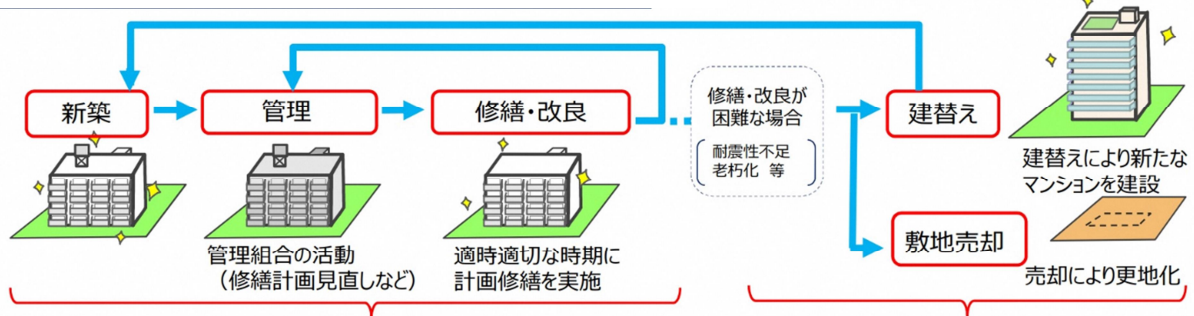 新築
管理
修繕・改良
修繕・改良が
困難な場合
耐震性不足
老朽化 等
建替え
敷地売却
管理組合の活動
（修繕計画見直しなど）
適時適切な時期に
計画修繕を実施
建替えにより新たな
マンションを建設
売却により更地化